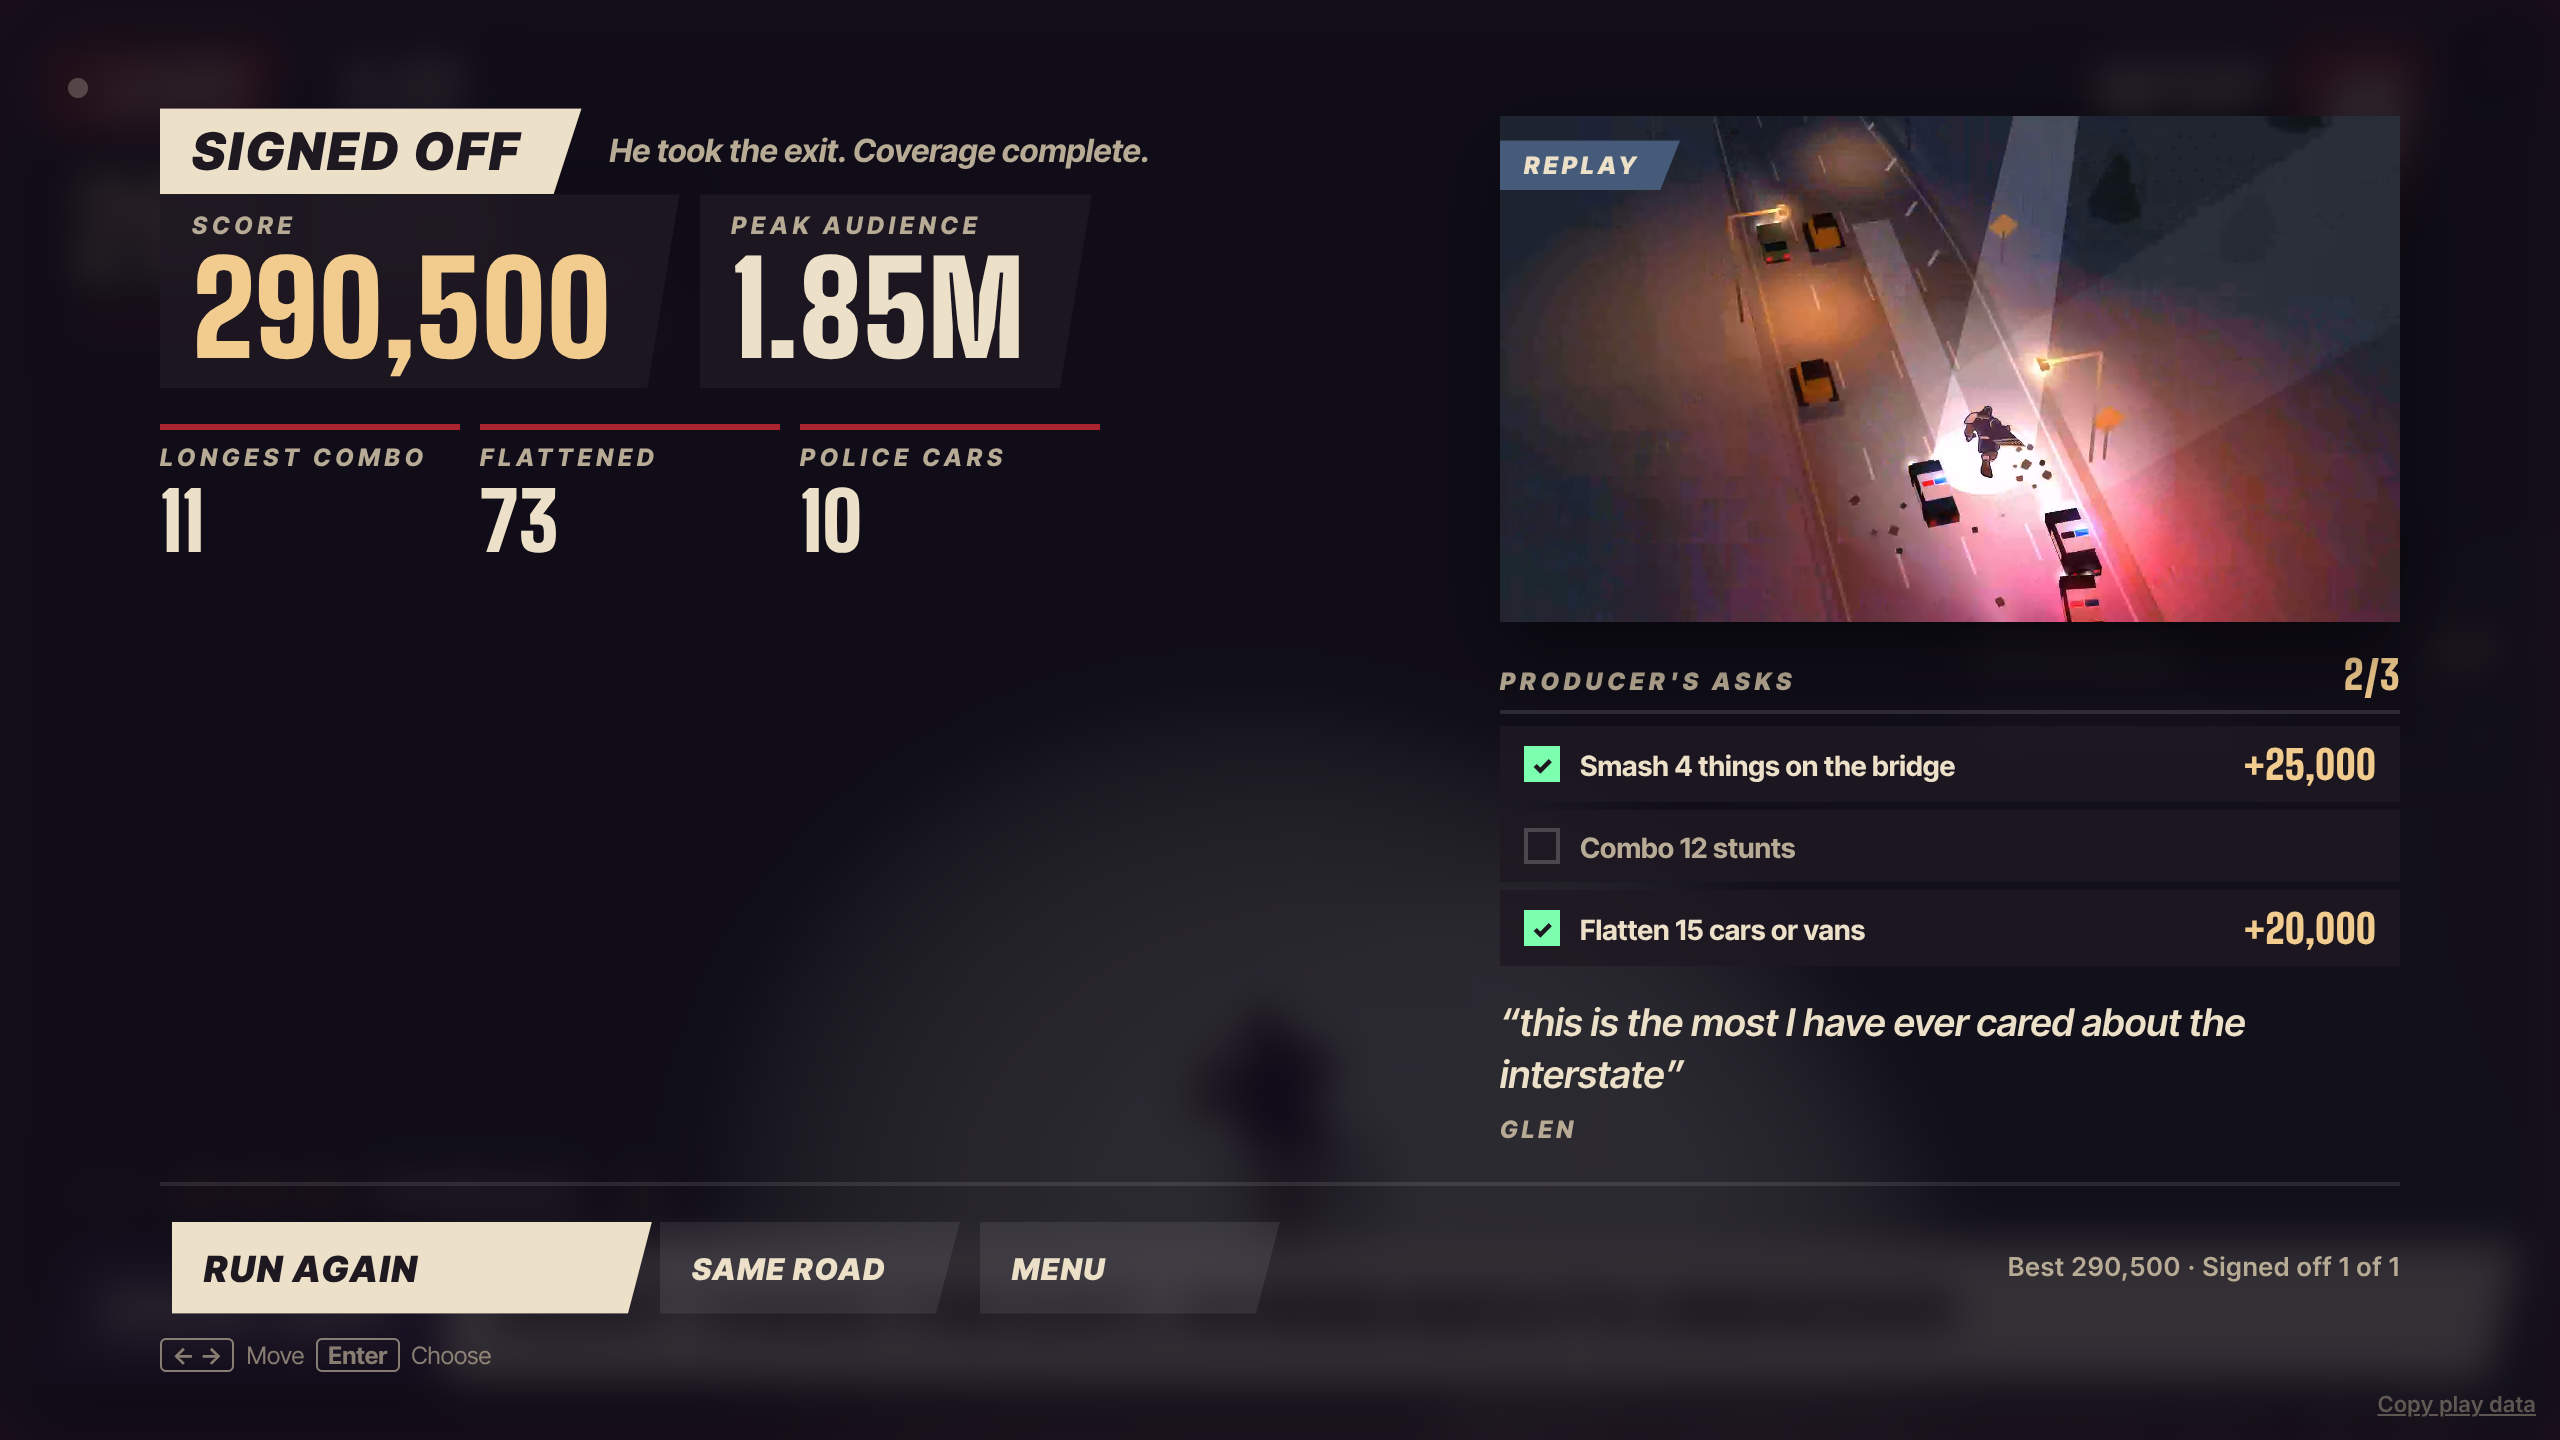 SIGNED OFF
He took the exit. Coverage complete.
SCORE
290,500
PEAK AUDIENCE
1.85M
LONGEST COMBO
11
FLATTENED
73
POLICE CARS
10
REPLAY
PRODUCER'S ASKS
2/3
Smash 4 things on the bridge
+25,000
Combo 12 stunts
Flatten 15 cars or vans
+20,000
“this is the most I have ever cared about the
interstate”
GLEN
RUN AGAIN
SAME ROAD
MENU
Best 290,500 · Signed off 1 of 1
← → Move Enter Choose
Copy play data